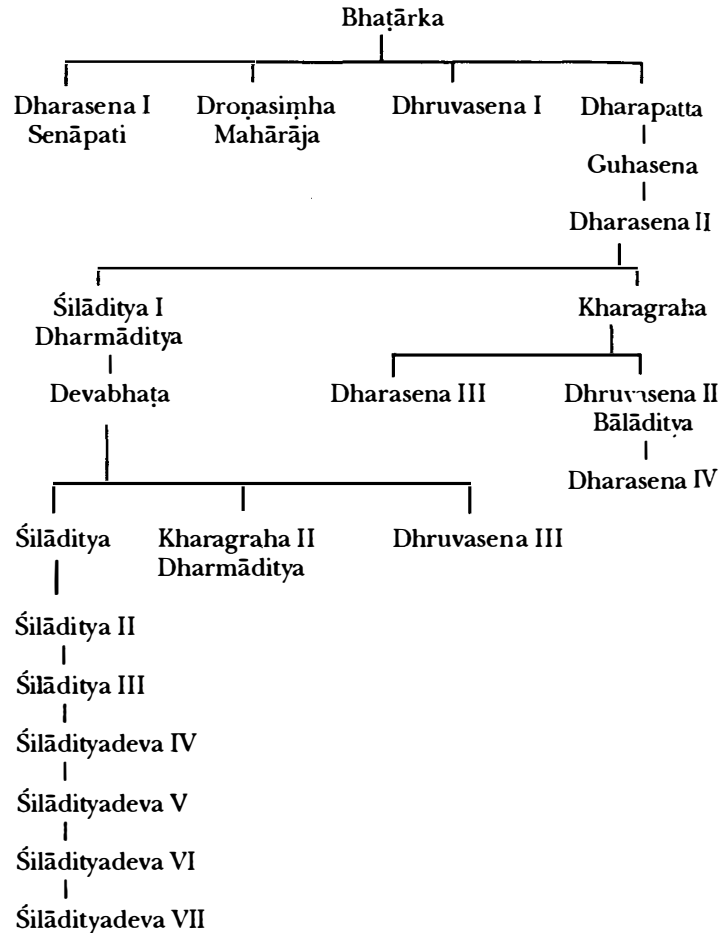 Bhaṭārka
Dharasena I Droṇasiṃha Dhruvasena I Dharapatta
Senāpati Mahārāja
Guhasena
Dharasena II
Śilāditya I Kharagraha
Dharmāditya
Devabhaṭa Dharasena III Dhruvasena II
Bālāditya
Dharasena IV
Śilāditya Kharagraha II Dhruvasena III
Dharmāditya
Śilāditya II
Śilāditya III
Śilādityadeva IV
Śilādityadeva V
Śilādityadeva VI
Śilādityadeva VII